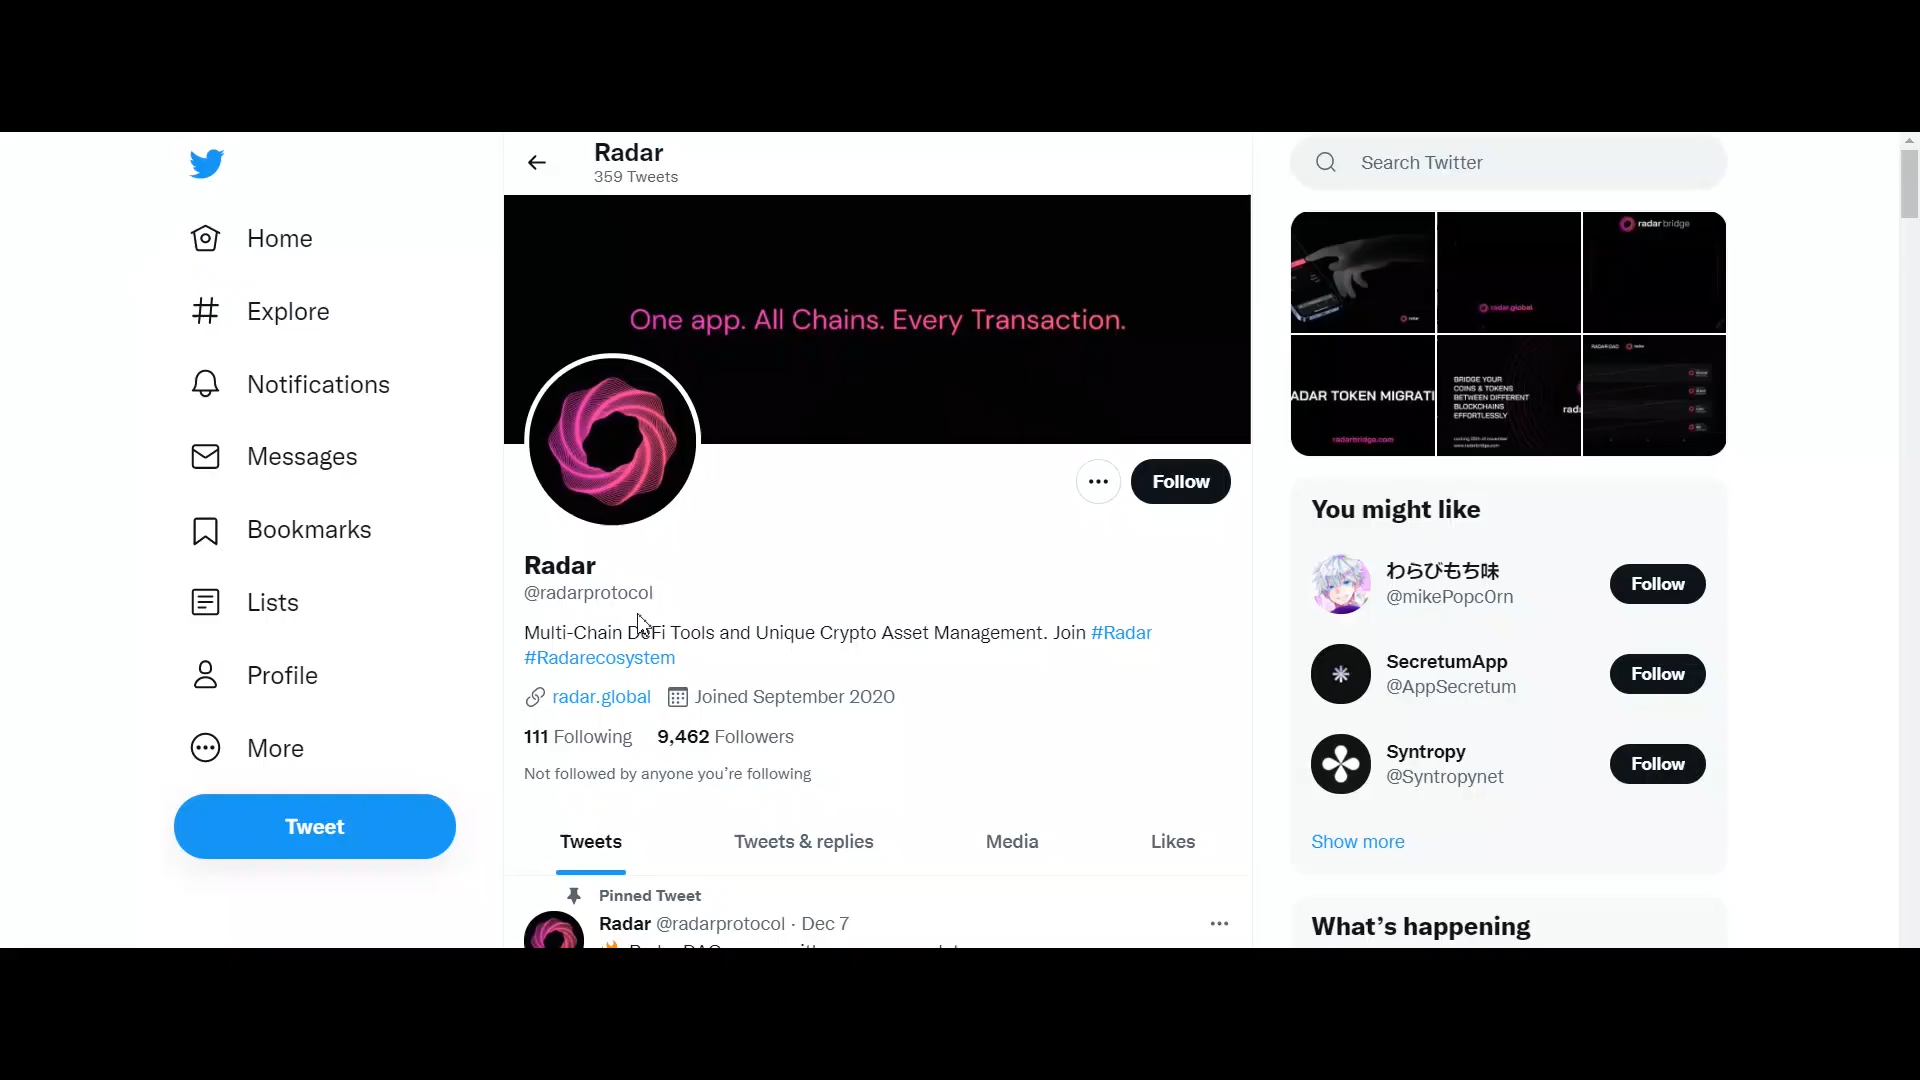 Home
Explore
Notifications
Messages
Bookmarks
Lists
Profile
More
Tweet
Radar
359 Tweets
One app. All Chains. Every Transaction.
Follow
Radar
@radarprotocol
Multi-Chain DeFi Tools and Unique Crypto Asset Management. Join #Radar
#Radarecosystem
radar.global Joined September 2020
111 Following 9,462 Followers
Not followed by anyone you're following
Tweets Tweets & replies Media Likes
Pinned Tweet
Radar @radarprotocol · Dec 7
Search Twitter
radar bridge
radar.global
ADAR TOKEN MIGRATI
radarbridge.com
BRIDGE YOUR
COINS & TOKENS
BETWEEN DIFFERENT
BLOCKCHAINS
EFFORTLESSLY
www.radarbridge.com
RADAR DAO radar
You might like
わらびもち味
@mikePopc0rn
Follow
SecretumApp
@AppSecretum
Follow
Syntropy
@Syntropynet
Follow
Show more
What's happening